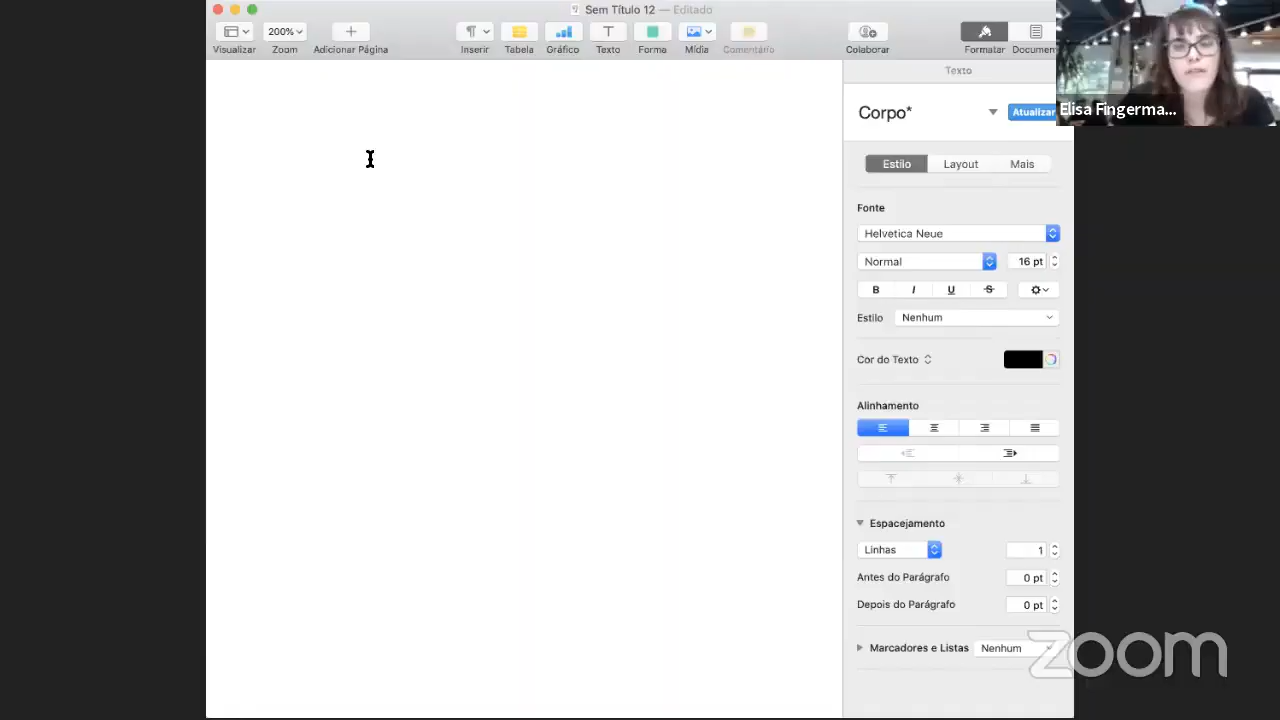 Sem Título 12 — Editado
200%
Visualizar Zoom Adicionar Página Inserir Tabela Gráfico Texto Forma Mídia Comentário Colaborar Formatar Documen
Texto
Corpo* Atualizar
Elisa Fingerma...
Estilo Layout Mais
Fonte
Helvetica Neue
Normal 16 pt
B I U S
Estilo Nenhum
Cor do Texto
Alinhamento
Espacejamento
Linhas 1
Antes do Parágrafo 0 pt
Depois do Parágrafo 0 pt
Marcadores e Listas Nenhum
zoom